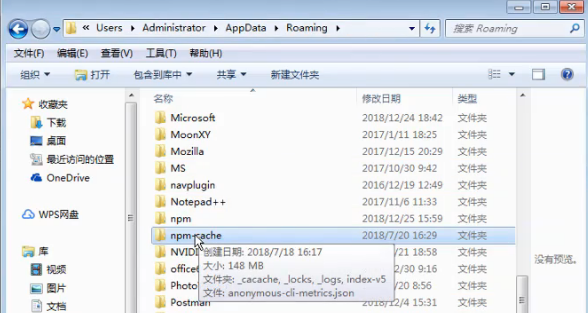 « Users ▸ Administrator ▸ AppData ▸ Roaming ▸
搜索 Roaming
文件(F) 编辑(E) 查看(V) 工具(T) 帮助(H)
组织 打开 包含到库中 共享 新建文件夹
名称 修改日期 类型
收藏夹
下载
桌面
最近访问的位置
OneDrive
WPS网盘
库
视频
图片
文档
Microsoft 2018/12/24 18:42 文件夹
MoonXY 2017/1/11 18:25 文件夹
Mozilla 2017/12/15 20:29 文件夹
MS 2017/10/30 9:42 文件夹
navplugin 2016/12/19 12:49 文件夹
Notepad++ 2017/11/6 11:33 文件夹
npm 2018/12/25 15:59 文件夹
npm-cache 2018/7/20 16:29 文件夹
NVIDI /21 18:58 文件夹
office 9:16 文件夹
Photo 8:56 文件夹
Postman 2018/12/4 15:31 文件夹
创建日期: 2018/7/18 16:17
大小: 148 MB
文件夹: _cacache, _locks, _logs, index-v5
文件: anonymous-cli-metrics.json
没有预览。